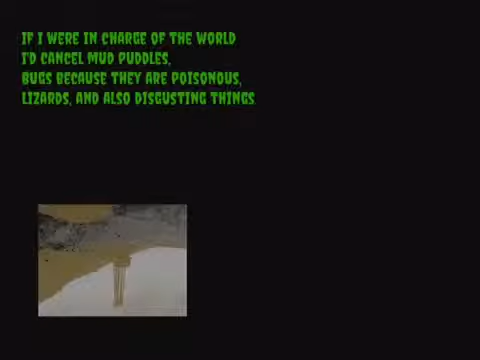 IF I WERE IN CHARGE OF THE WORLD
I'D CANCEL MUD PUDDLES,
BUGS BECAUSE THEY ARE POISONOUS,
LIZARDS, AND ALSO DISGUSTING THINGS